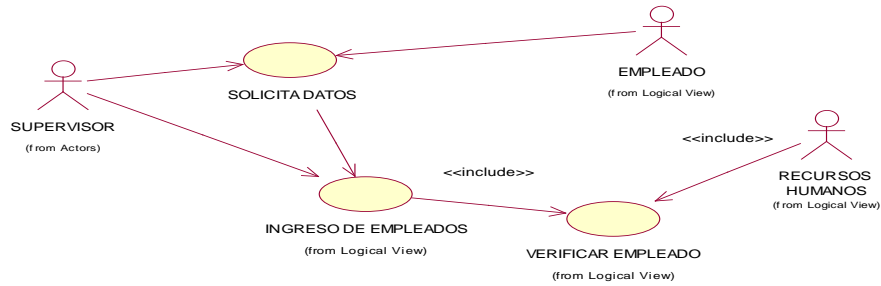 EMPLEADO
(from Logical View)
SOLICITA DATOS
SUPERVISOR
(from Actors)
<<include>>
RECURSOS
HUMANOS
(from Logical View)
<<include>>
INGRESO DE EMPLEADOS
(from Logical View)
VERIFICAR EMPLEADO
(from Logical View)